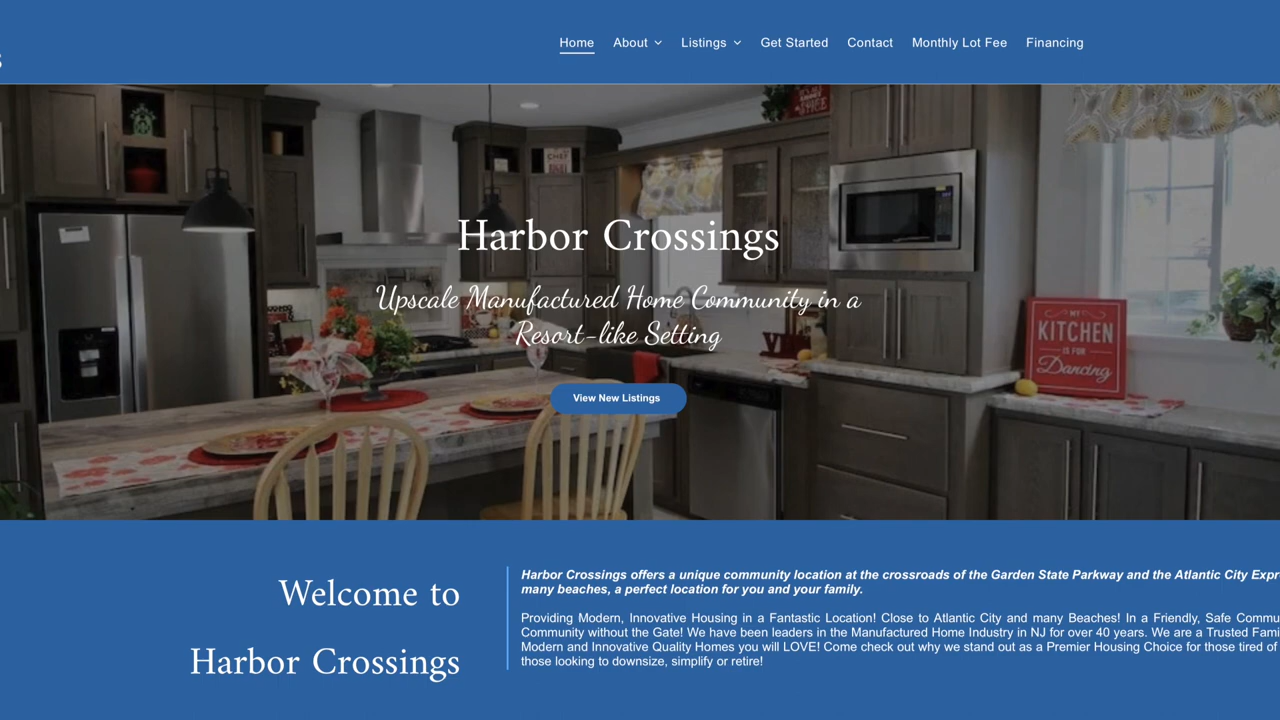 Home About Listings Get Started Contact Monthly Lot Fee Financing
CHEF
Harbor Crossings
Upscale Manufactured Home Community in a
Resort-like Setting
MY
KITCHEN
IS FOR
Dancing
View New Listings
Welcome to
Harbor Crossings
Harbor Crossings offers a unique community location at the crossroads of the Garden State Parkway and the Atlantic City Expr
many beaches, a perfect location for you and your family.
Providing Modern, Innovative Housing in a Fantastic Location! Close to Atlantic City and many Beaches! In a Friendly, Safe Commu
Community without the Gate! We have been leaders in the Manufactured Home Industry in NJ for over 40 years. We are a Trusted Fami
Modern and Innovative Quality Homes you will LOVE! Come check out why we stand out as a Premier Housing Choice for those tired of
those looking to downsize, simplify or retire!